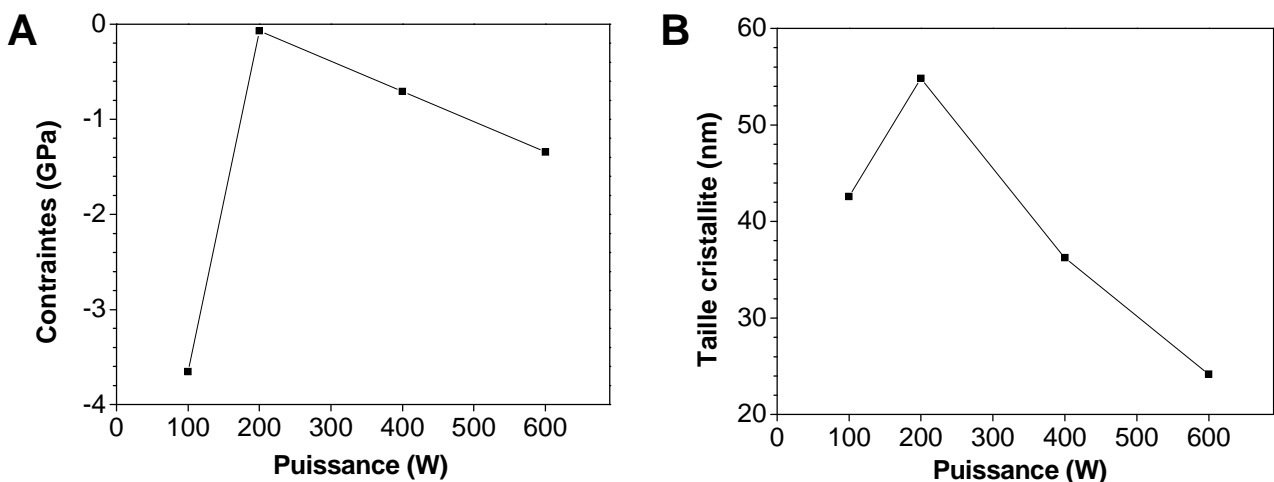 A
Contraintes (GPa)
0
-1
-2
-3
-4
0 100 200 300 400 500 600
Puissance (W)
B
Taille cristallite (nm)
60
50
40
30
20
0 100 200 300 400 500 600
Puissance (W)